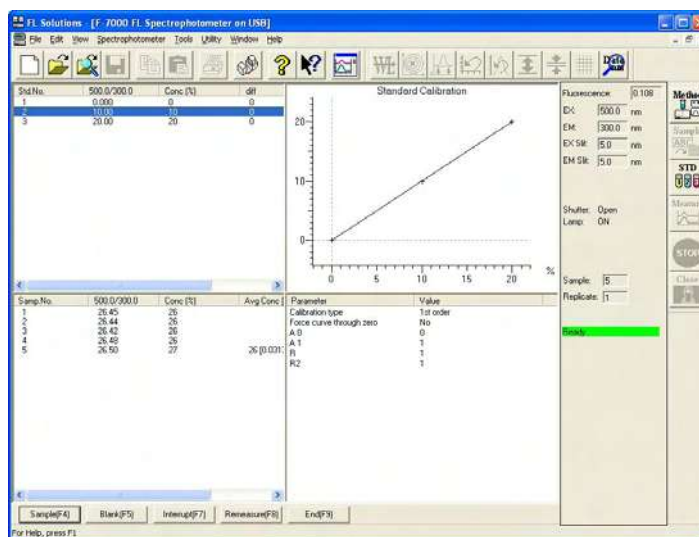 FL Solutions - [F-7000 FL Spectrophotometer on USB]
File Edit View Spectrophotometer Tools Utility Window Help
Std.No. 500.0/300.0 Conc (%) diff
1 0.000 0 0
2 10.00 10 0
3 20.00 20 0
Standard Calibration
20
10
0
0 5 10 15 20 %
Fluorescence: 0.106
EX: 500.0 nm
EM: 300.0 nm
EX Slit: 5.0 nm
EM Slit: 5.0 nm
Shutter: Open
Lamp: ON
Sample: 5
Replicate: 1
Ready
Method
Sample
ABC
STD
Measure
STOP
Close
Samp.No. 500.0/300.0 Conc (%) Avg Conc [
1 26.45 26
2 26.44 26
3 26.42 26
4 26.48 26
5 26.50 27
Parameter Value
Calibration type 1st order
Force curve through zero No
A 0 0
A 1 1
R 1
R2 1
Sample(F4) Blank(F5) Interrupt(F7) Remeasure(F8) End(F9)
For Help, press F1